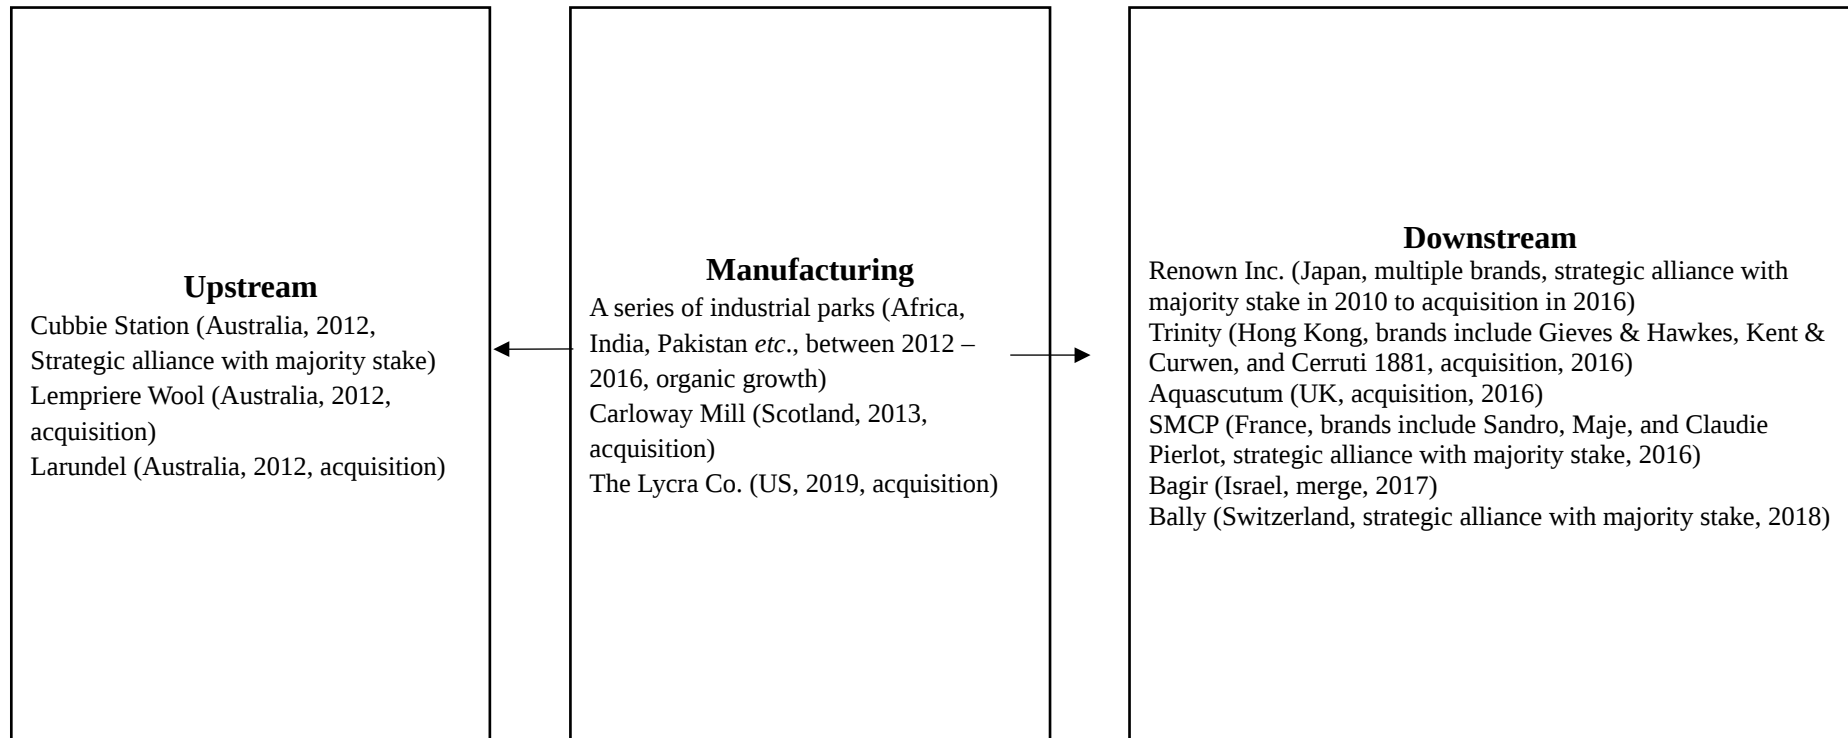 Upstream
Cubbie Station (Australia, 2012,
Strategic alliance with majority stake)
Lempriere Wool (Australia, 2012,
acquisition)
Larundel (Australia, 2012, acquisition)
Manufacturing
A series of industrial parks (Africa,
India, Pakistan etc., between 2012 –
2016, organic growth)
Carloway Mill (Scotland, 2013,
acquisition)
The Lycra Co. (US, 2019, acquisition)
Downstream
Renown Inc. (Japan, multiple brands, strategic alliance with
majority stake in 2010 to acquisition in 2016)
Trinity (Hong Kong, brands include Gieves & Hawkes, Kent &
Curwen, and Cerruti 1881, acquisition, 2016)
Aquascutum (UK, acquisition, 2016)
SMCP (France, brands include Sandro, Maje, and Claudie
Pierlot, strategic alliance with majority stake, 2016)
Bagir (Israel, merge, 2017)
Bally (Switzerland, strategic alliance with majority stake, 2018)